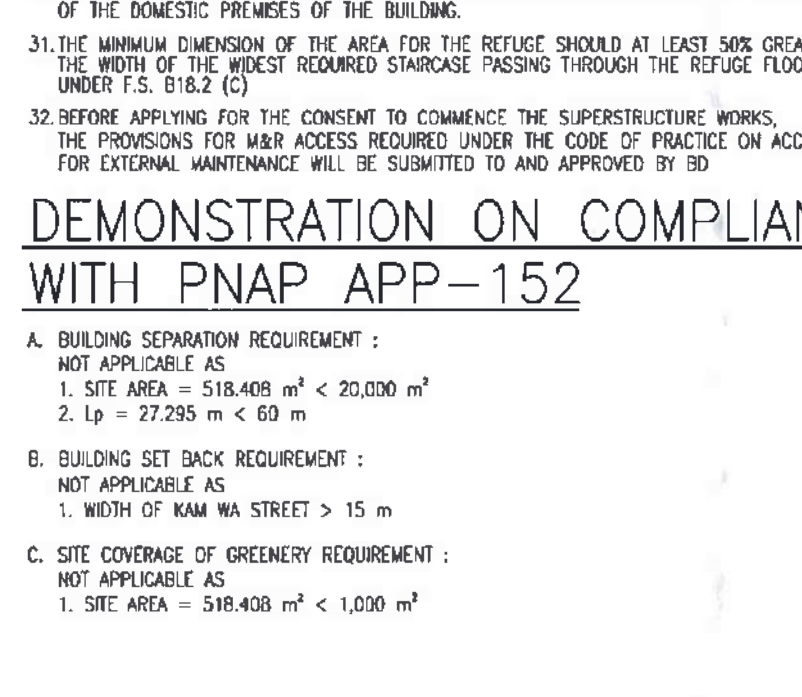 OF THE DOMESTIC PREMISES OF THE BUILDING.
31. THE MINIMUM DIMENSION OF THE AREA FOR THE REFUGE SHOULD AT LEAST 50% GREA
THE WIDTH OF THE WIDEST REQUIRED STAIRCASE PASSING THROUGH THE REFUGE FLOO
UNDER F.S. B18.2 (C)
32. BEFORE APPLYING FOR THE CONSENT TO COMMENCE THE SUPERSTRUCTURE WORKS,
THE PROVISIONS FOR M&R ACCESS REQUIRED UNDER THE CODE OF PRACTICE ON ACC
FOR EXTERNAL MAINTENANCE WILL BE SUBMITTED TO AND APPROVED BY BD
DEMONSTRATION ON COMPLIAN
WITH PNAP APP-152
A. BUILDING SEPARATION REQUIREMENT :
NOT APPLICABLE AS
1. SITE AREA = 518.408 m² < 20,000 m²
2. Lp = 27.295 m < 60 m
B. BUILDING SET BACK REQUIREMENT :
NOT APPLICABLE AS
1. WIDTH OF KAM WA STREET > 15 m
C. SITE COVERAGE OF GREENERY REQUIREMENT :
NOT APPLICABLE AS
1. SITE AREA = 518.408 m² < 1,000 m²